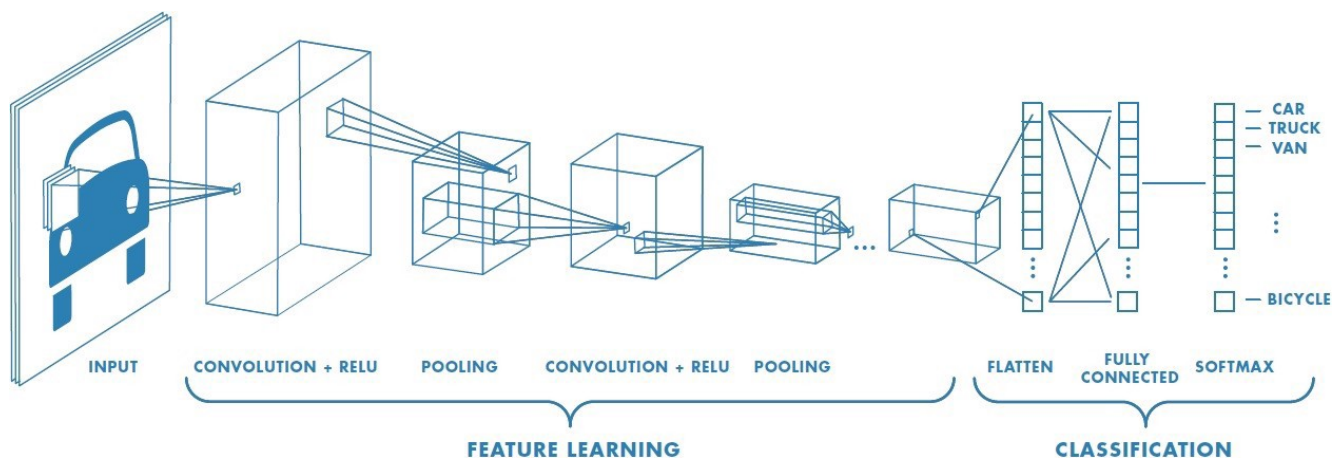 CAR
TRUCK
VAN
BICYCLE
INPUT
CONVOLUTION + RELU
POOLING
CONVOLUTION + RELU
POOLING
FLATTEN
FULLY
CONNECTED
SOFTMAX
FEATURE LEARNING
CLASSIFICATION